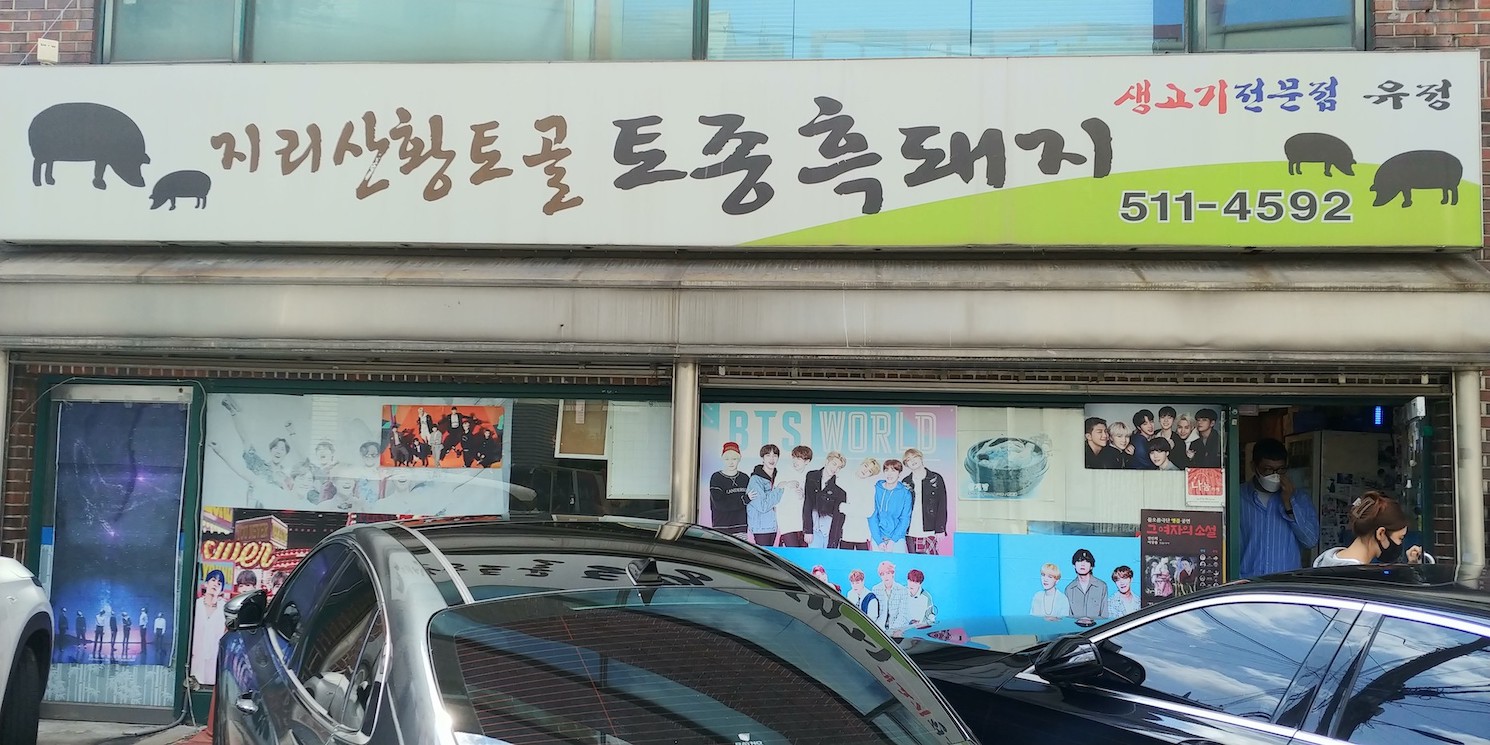 지리산황토골 토종흑돼지
생고기전문점 유정
511-4592
BTS WORLD
그여자의 소설